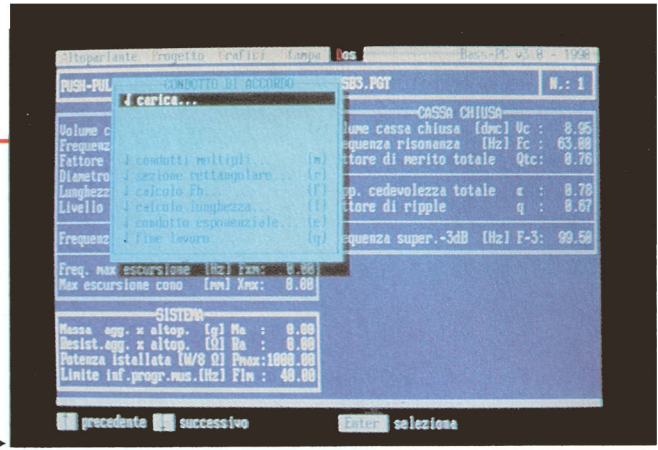 Altoparlante Progetto Grafici Campa Dos Bass-PC v3.0 - 1990
PUSH-PUL
SB3.PGT
N.: 1
CONDOTTO DI ACCORDO
carica...
condotti multipli... (m)
sezione rettangolare... (r)
calcolo Fb... (f)
calcolo lunghezza... (l)
condotto esponenziale... (e)
fine lavoro (q)
Volume c
Frequenz
Fattore
Diametro
Lunghezz
Livello
Frequenz
Freq. max escursione [Hz] Fxm: 0.00
Max escursione cono [mm] Xmx: 0.00
CASSA CHIUSA
lume cassa chiusa [dmc] Vc : 8.95
equenza risonanza [Hz] Fc : 63.00
ttore di merito totale Qtc: 0.76
pp. cedevolezza totale α : 0.78
ttore di ripple q : 0.67
equenza super.-3dB [Hz] F-3: 99.50
SISTEMA
Massa agg. x altop. [g] Ma : 0.00
Resist.agg. x altop. [Ω] Ra : 0.00
Potenza istallata [W/8 Ω] Pmax:1000.00
Limite inf.progr.mus.[Hz] Flm : 40.00
precedente successivo Enter seleziona